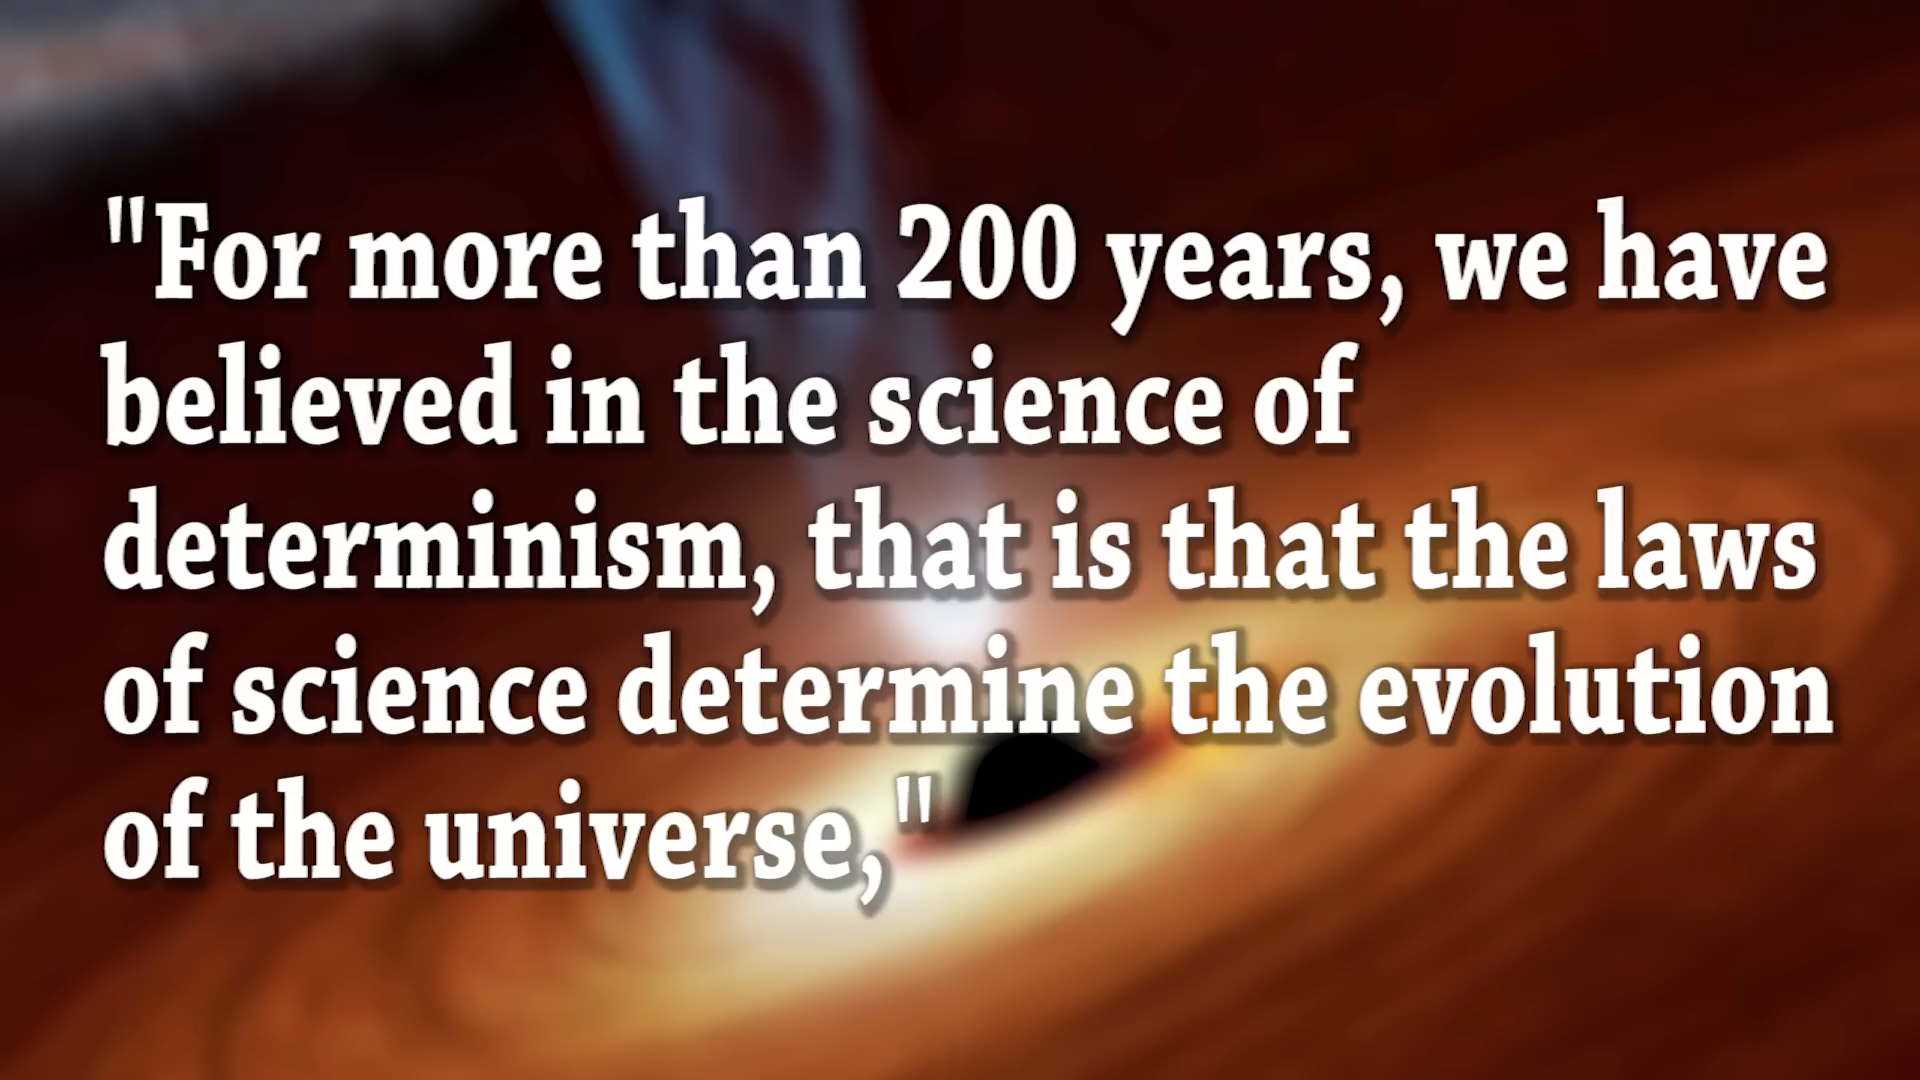 "For more than 200 years, we have
believed in the science of
determinism, that is that the laws
of science determine the evolution
of the universe,"